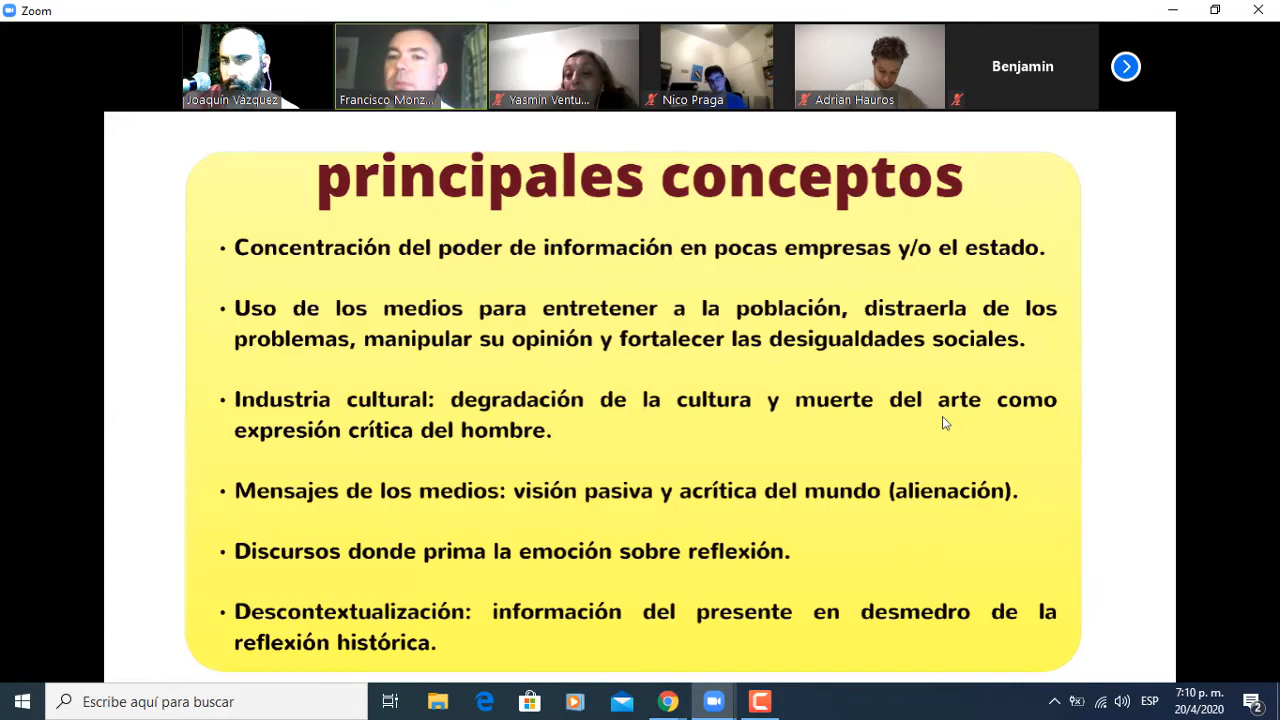 Zoom
Joaquín Vázquez
Francisco Monz...
Yasmin Ventu...
Nico Praga
Adrian Hauros
Benjamin
principales conceptos
• Concentración del poder de información en pocas empresas y/o el estado.
• Uso de los medios para entretener a la población, distraerla de los
problemas, manipular su opinión y fortalecer las desigualdades sociales.
• Industria cultural: degradación de la cultura y muerte del arte como
expresión crítica del hombre.
• Mensajes de los medios: visión pasiva y acrítica del mundo (alienación).
• Discursos donde prima la emoción sobre reflexión.
• Descontextualización: información del presente en desmedro de la
reflexión histórica.
Escribe aquí para buscar
ESP
7:10 p. m.
20/4/2020
2